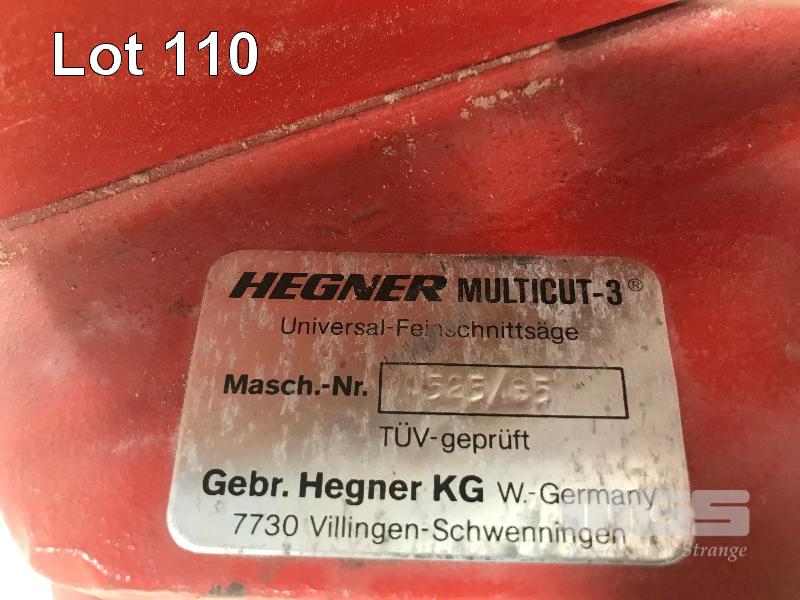 Lot 110
HEGNER MULTICUT-3®
Universal-Feinschnittsäge
Masch.-Nr.
TÜV-geprüft
Gebr. Hegner KG W.-Germany
7730 Villingen-Schwenningen
Strange